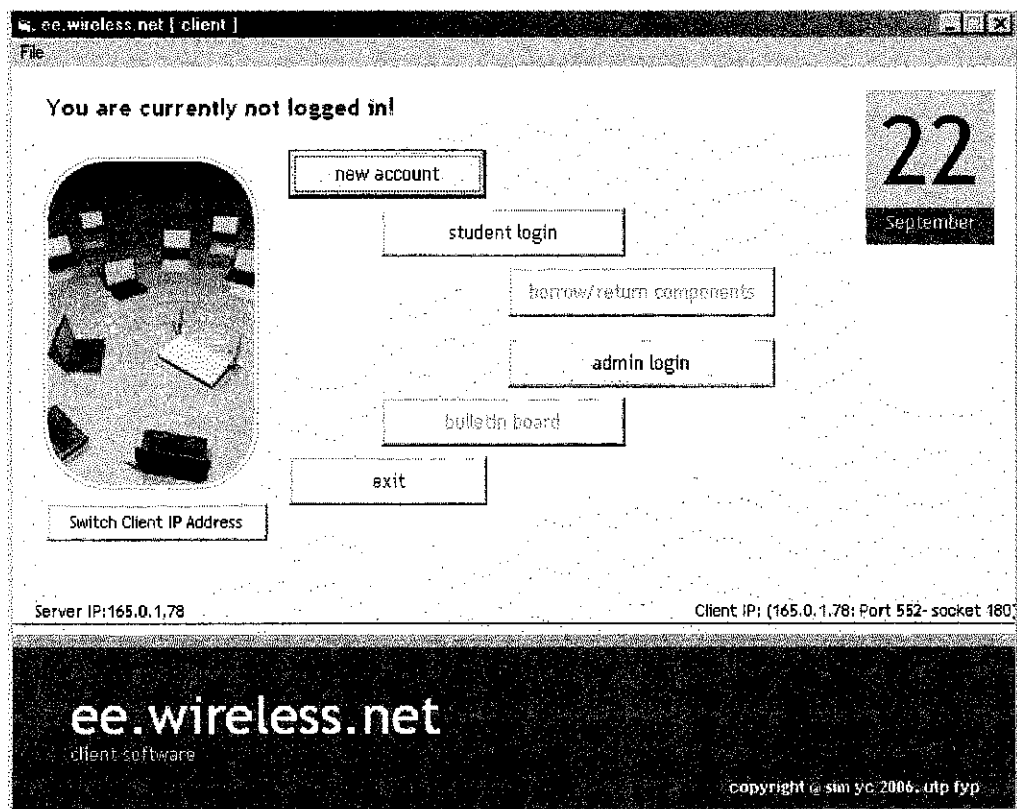 ee.wireless.net [ client ]
File
You are currently not logged in!
22
September
new account
student login
borrow/return components
admin login
bulletin board
exit
Switch Client IP Address
Server IP:165.0.1.78
Client IP: (165.0.1.78: Port 552- socket 180)
ee.wireless.net
client software
copyright @ sim yc 2006. utp fyp